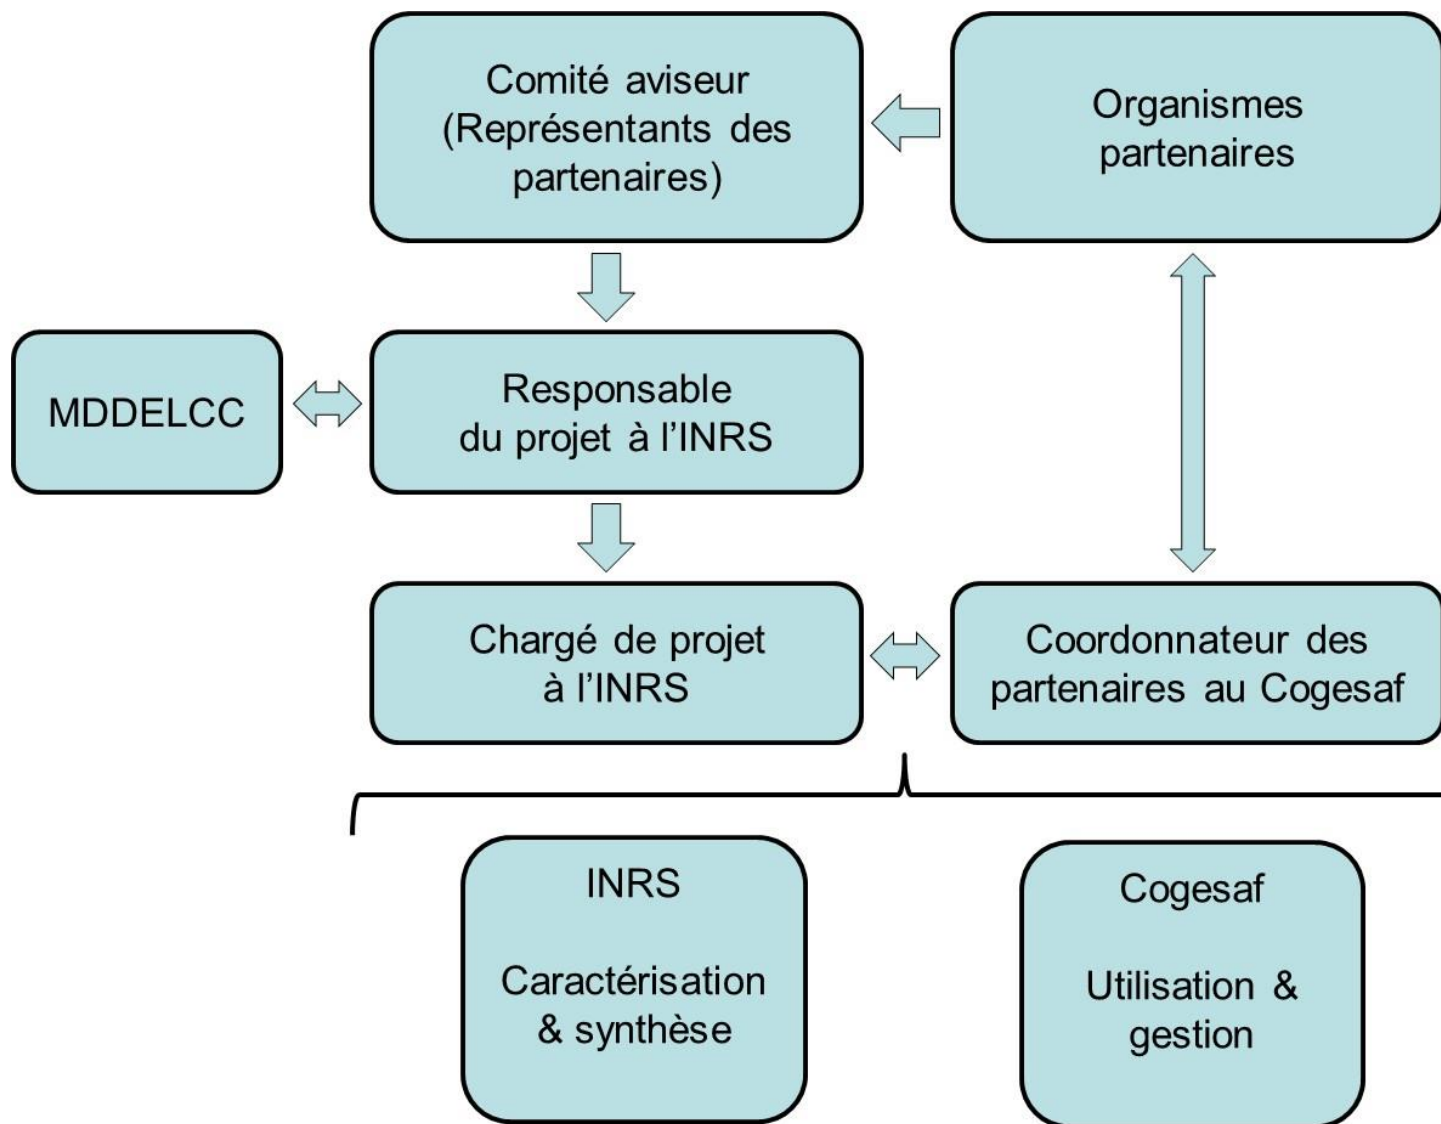 Comité aviseur
(Représentants des
partenaires)
Organismes
partenaires
MDDELCC
Responsable
du projet à l'INRS
Chargé de projet
à l'INRS
Coordonnateur des
partenaires au Cogesaf
INRS
Caractérisation
& synthèse
Cogesaf
Utilisation &
gestion